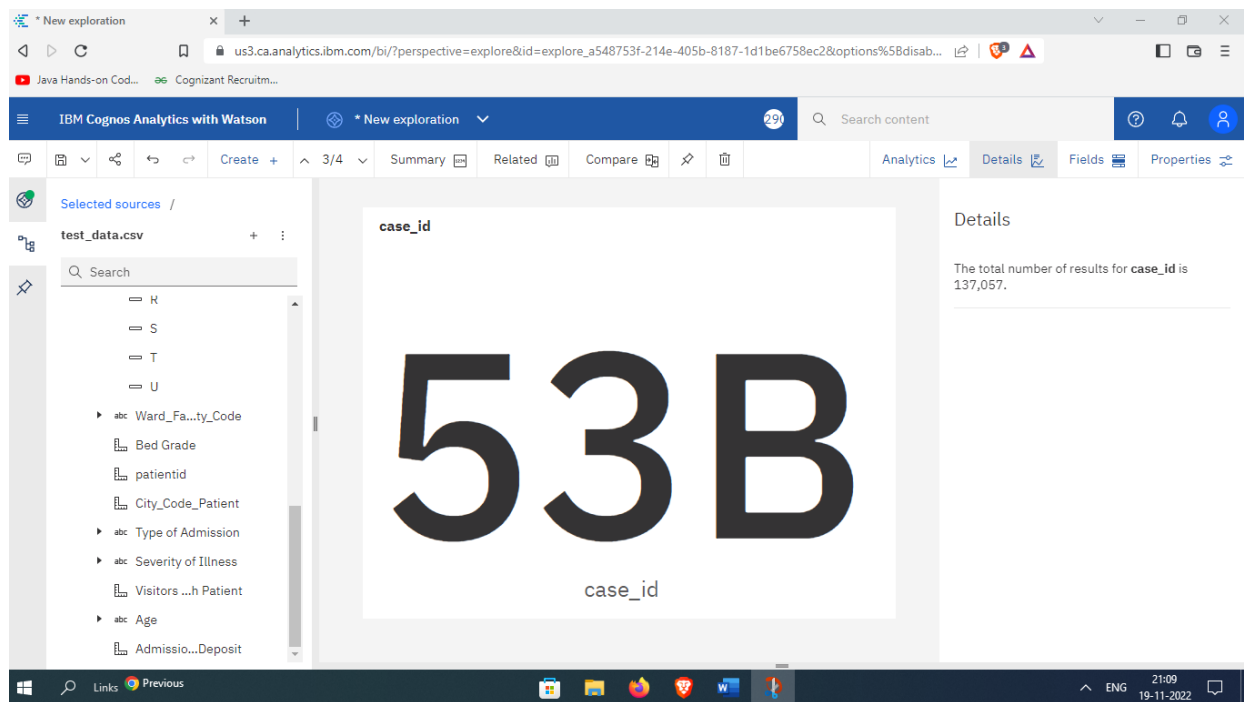 * New exploration
us3.ca.analytics.ibm.com/bi/?perspective=explore&id=explore_a548753f-214e-405b-8187-1d1be6758ec2&options%5Bdisab...
Java Hands-on Cod... Cognizant Recruitm...
IBM Cognos Analytics with Watson * New exploration Search content
Create + 3/4 Summary Related Compare Analytics Details Fields Properties
Selected sources /
test_data.csv + :
Search
R
S
T
U
abc Ward_Fa...ty_Code
Bed Grade
patientid
City_Code_Patient
abc Type of Admission
abc Severity of Illness
Visitors ...h Patient
abc Age
Admissio...Deposit
case_id
53B
case_id
Details
The total number of results for case_id is
137,057.
Links Previous
ENG
21:09
19-11-2022